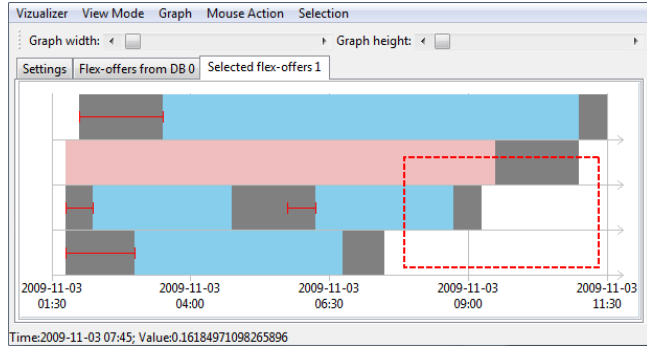 Vizualizer View Mode Graph Mouse Action Selection
Graph width: Graph height:
Settings Flex-offers from DB 0 Selected flex-offers 1
2009-11-03 2009-11-03 2009-11-03 2009-11-03 2009-11-03
01:30 04:00 06:30 09:00 11:30
Time:2009-11-03 07:45; Value:0.16184971098265896